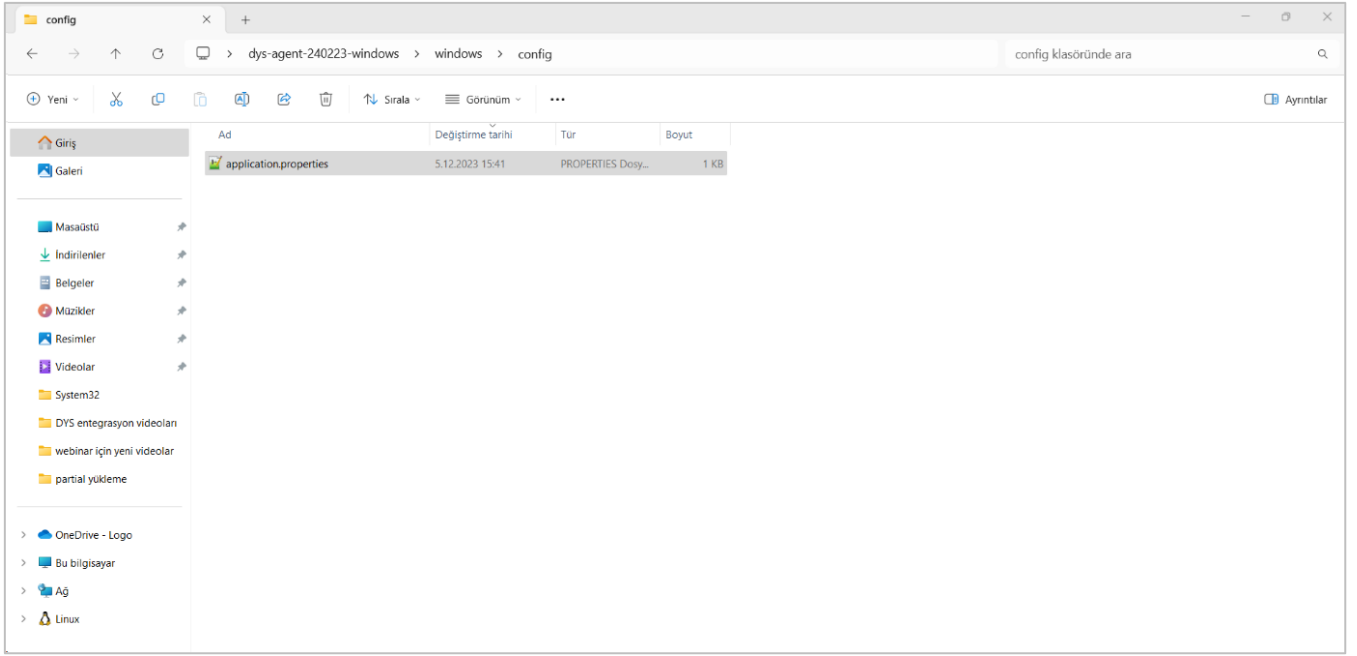 config
dys-agent-240223-windows > windows > config
config klasöründe ara
Yeni
Sırala
Görünüm
Ayrıntılar
Ad
Değiştirme tarihi
Tür
Boyut
application.properties
5.12.2023 15:41
PROPERTIES Dosy...
1 KB
Giriş
Galeri
Masaüstü
İndirilenler
Belgeler
Müzikler
Resimler
Videolar
System32
DYS entegrasyon videoları
webinar için yeni videolar
partial yükleme
OneDrive - Logo
Bu bilgisayar
Ağ
Linux